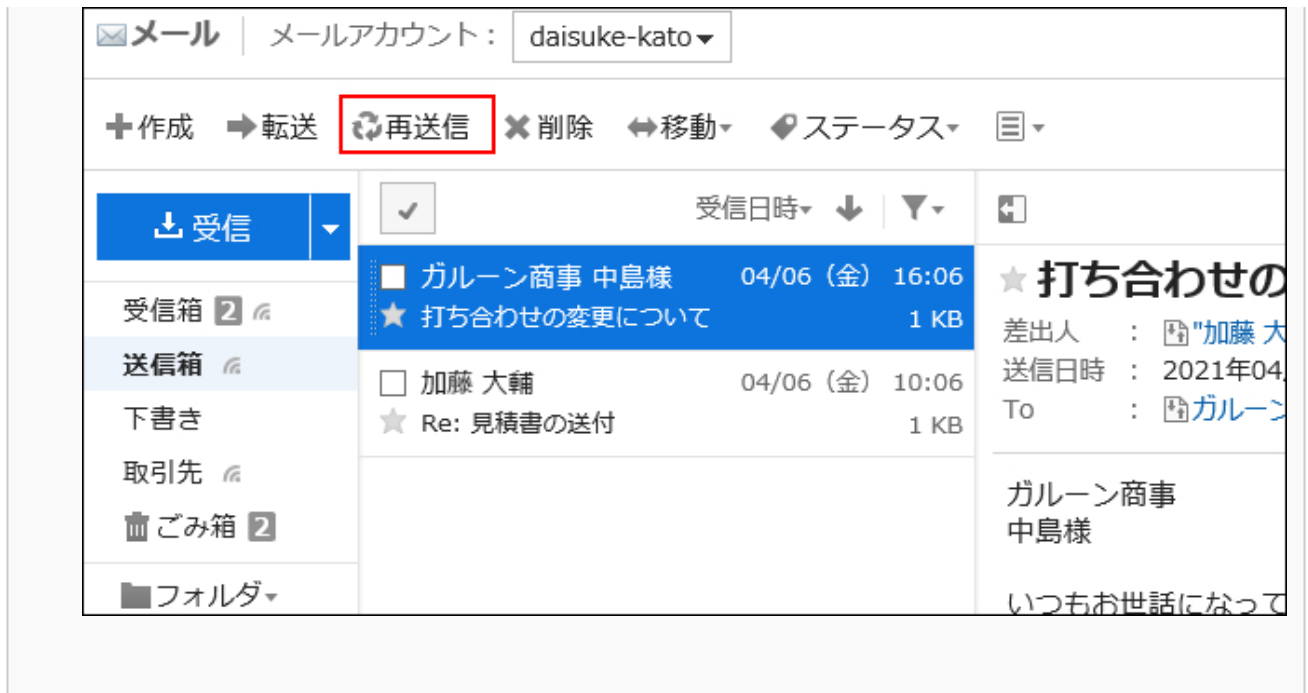 メール メールアカウント： daisuke-kato
作成 転送 再送信 削除 移動 ステータス
受信
受信箱 2
送信箱
下書き
取引先
ごみ箱 2
フォルダ
受信日時
ガルーン商事 中島様 04/06（金） 16:06
打ち合わせの変更について 1 KB
加藤 大輔 04/06（金） 10:06
Re: 見積書の送付 1 KB
打ち合わせの
差出人 ： "加藤 大
送信日時 ： 2021年04
To ： ガルーン
ガルーン商事
中島様
いつもお世話になって